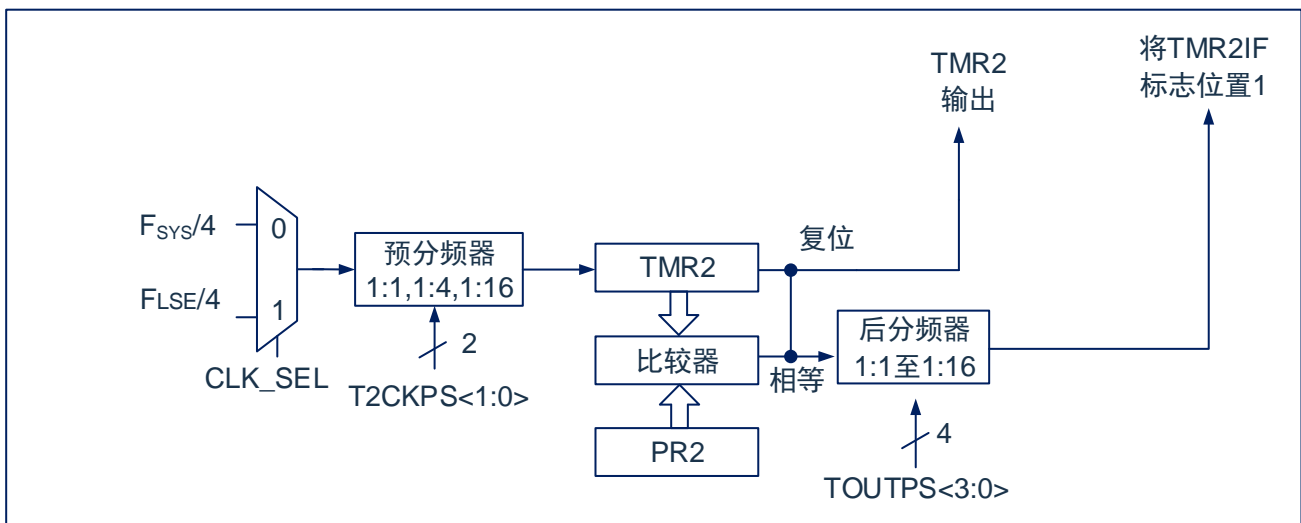 将TMR2IF
标志位置1
TMR2
输出
FSYS/4
0
预分频器
1:1,1:4,1:16
TMR2
复位
FLSE/4
1
2
比较器
相等
后分频器
1:1至1:16
CLK_SEL
T2CKPS<1:0>
PR2
4
TOUTPS<3:0>